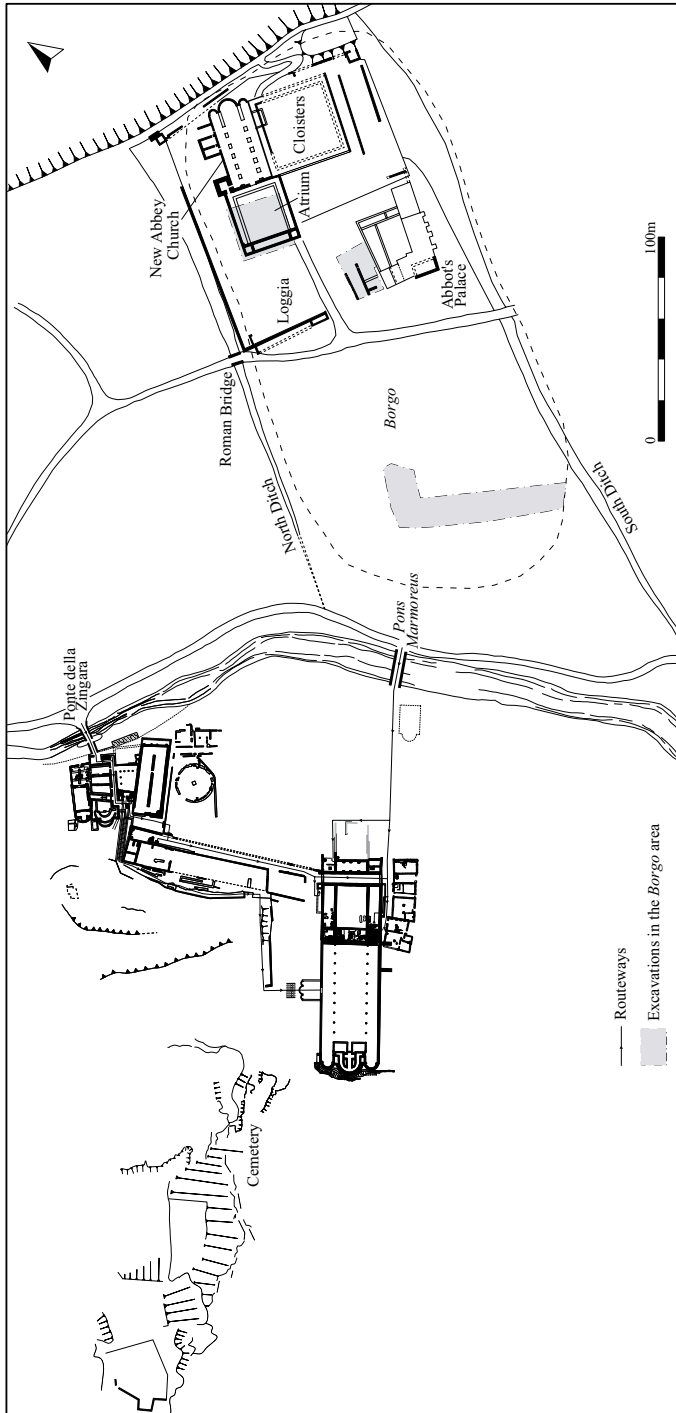 Cemetery
Ponte della
Zingara
Pons
Marmoreus
North Ditch
Roman Bridge
New Abbey
Church
Loggia
Atrium
Cloisters
Abbot's
Palace
Borgo
South Ditch
Routeways
Excavations in the Borgo area
0
100m